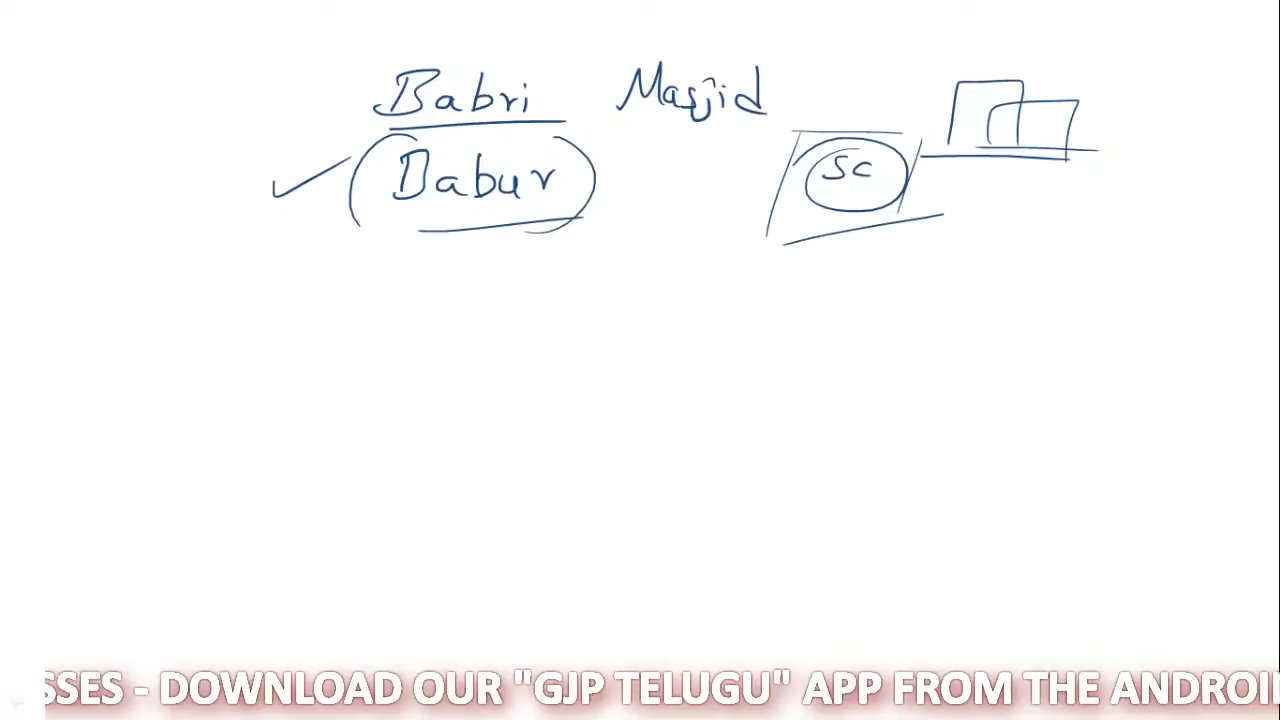 Babri Masjid
Babur
SC
SSES - DOWNLOAD OUR "GJP TELUGU" APP FROM THE ANDROI